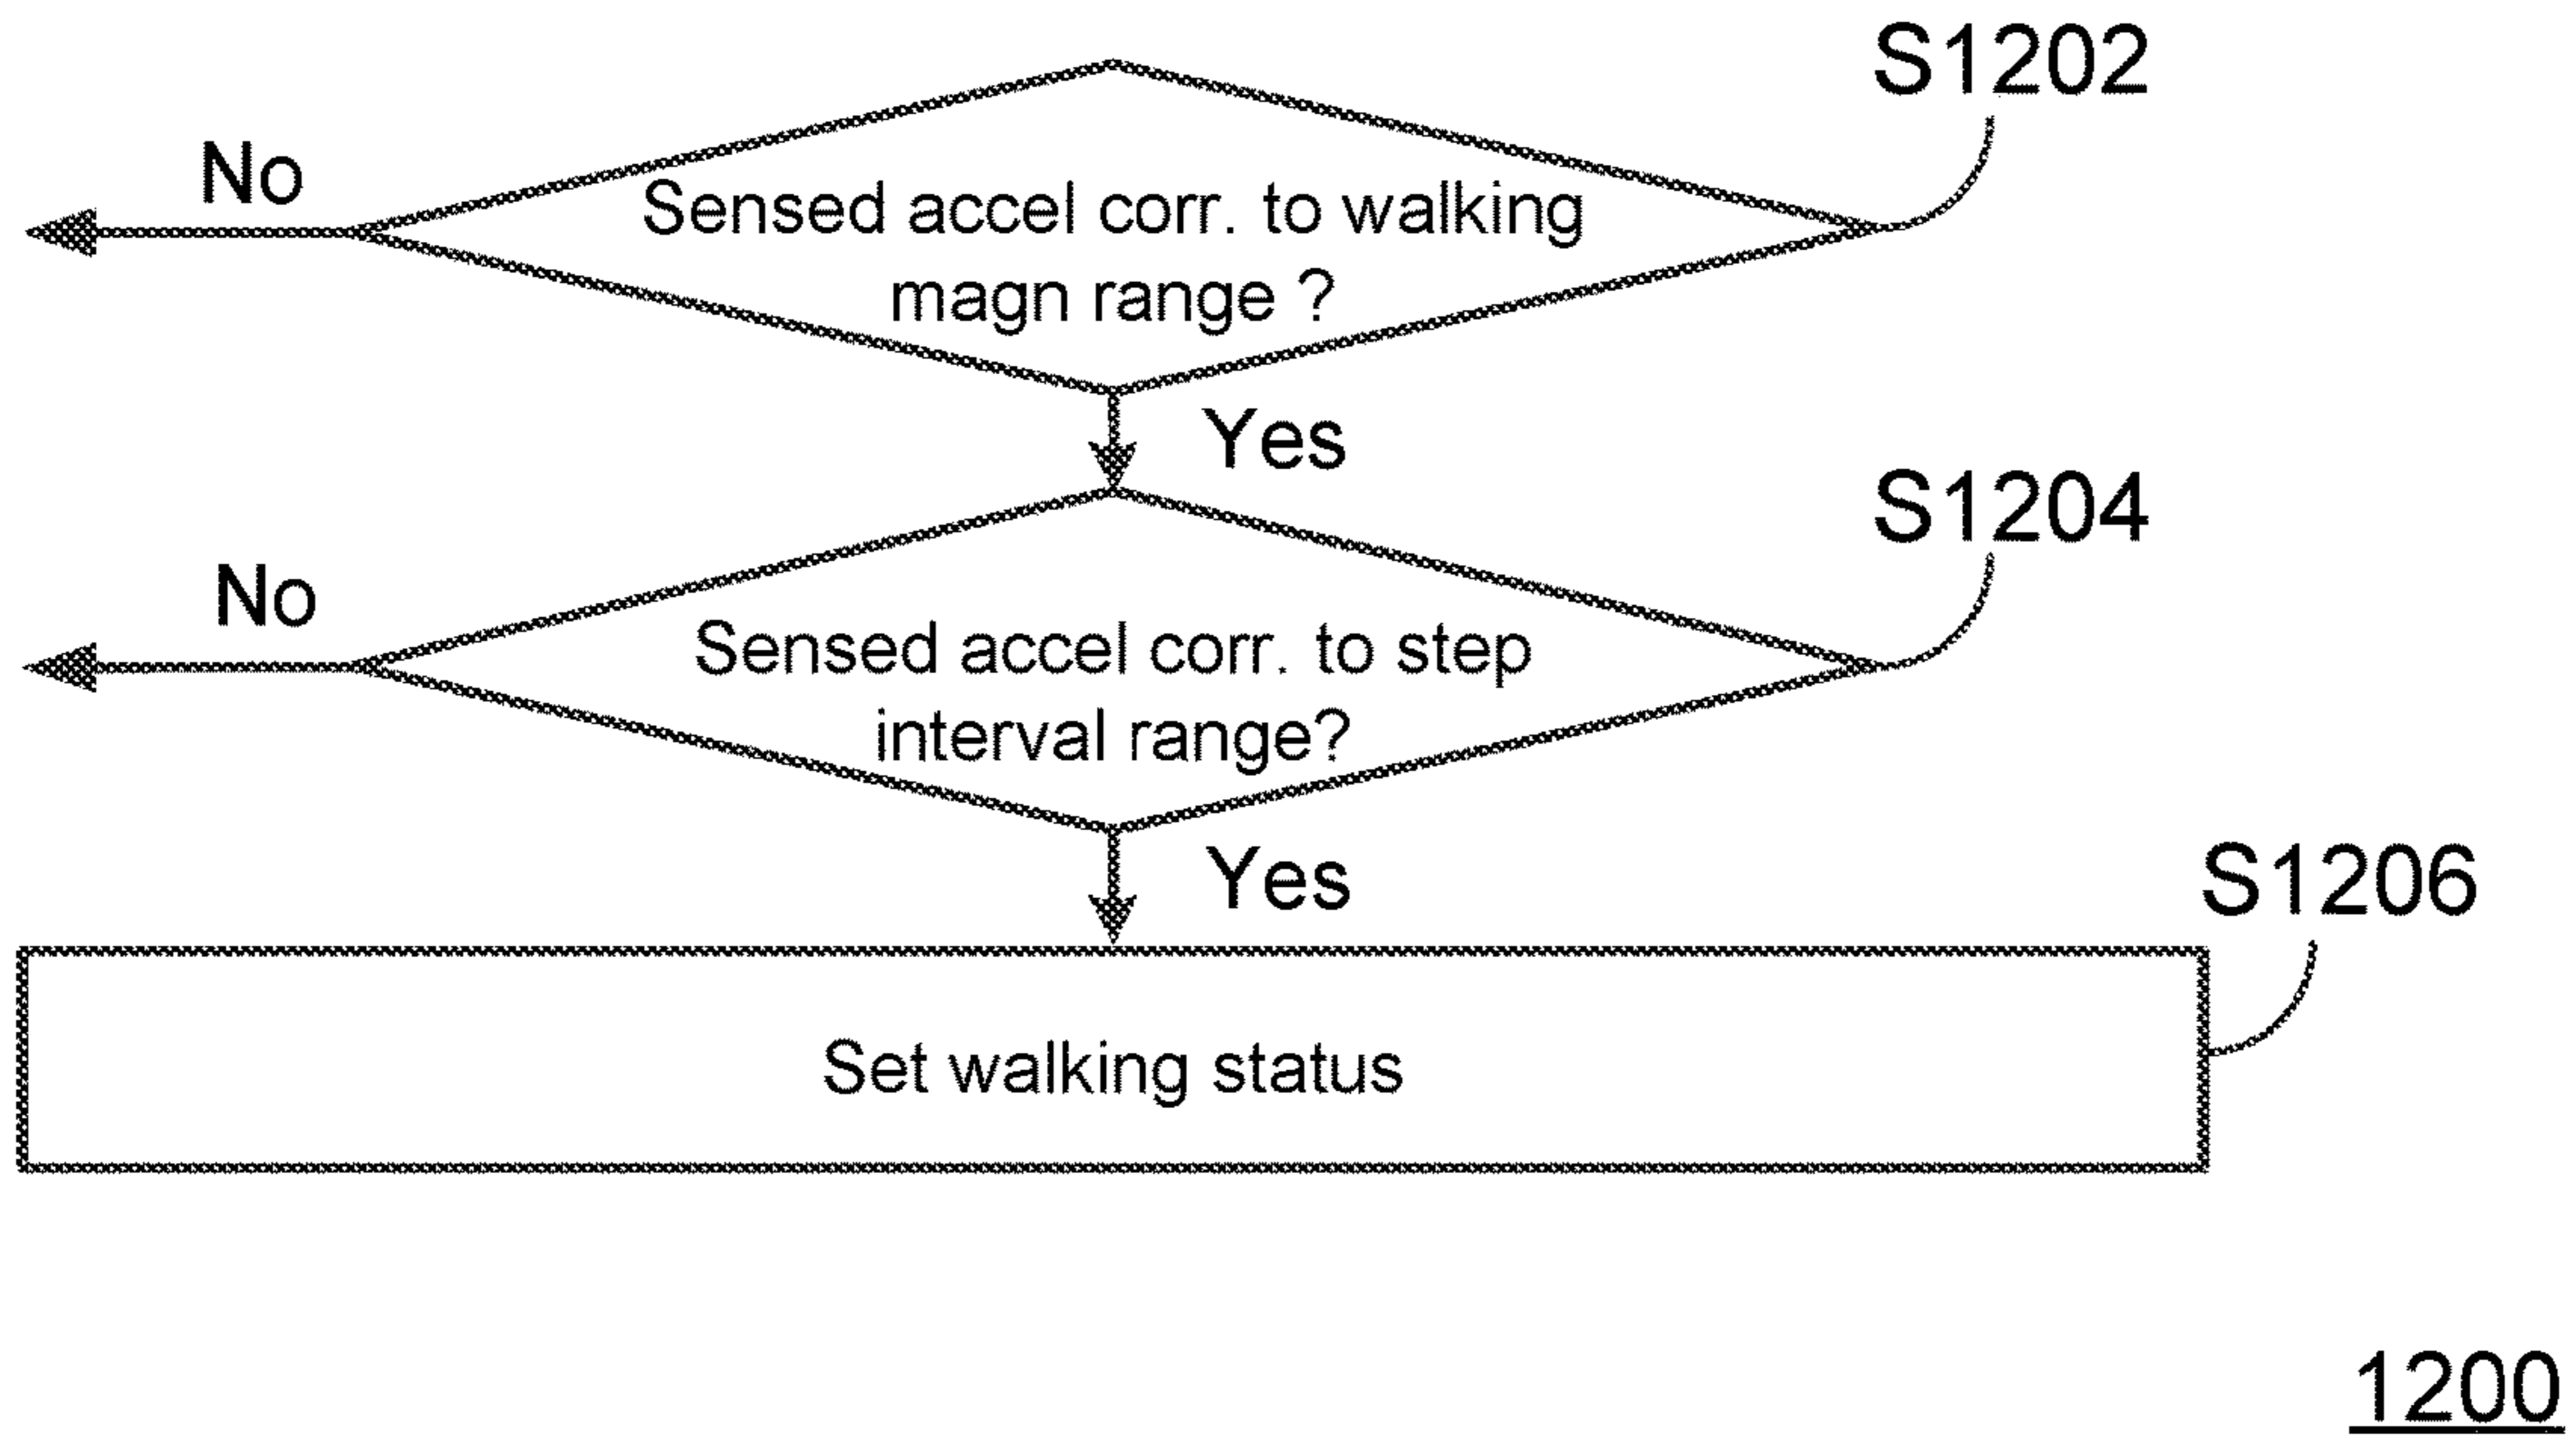 S1202
No
Sensed accel corr. to walking
magn range ?
Yes
S1204
No
Sensed accel corr. to step
interval range?
Yes
S1206
Set walking status
1200